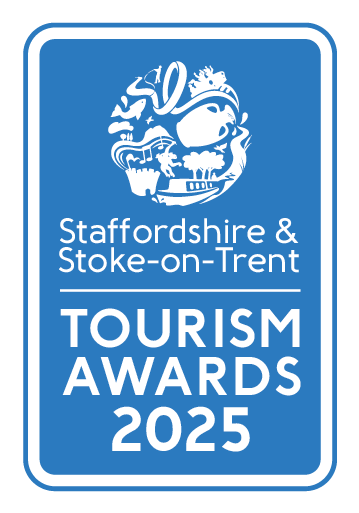 Staffordshire &
Stoke-on-Trent
TOURISM
AWARDS
2025